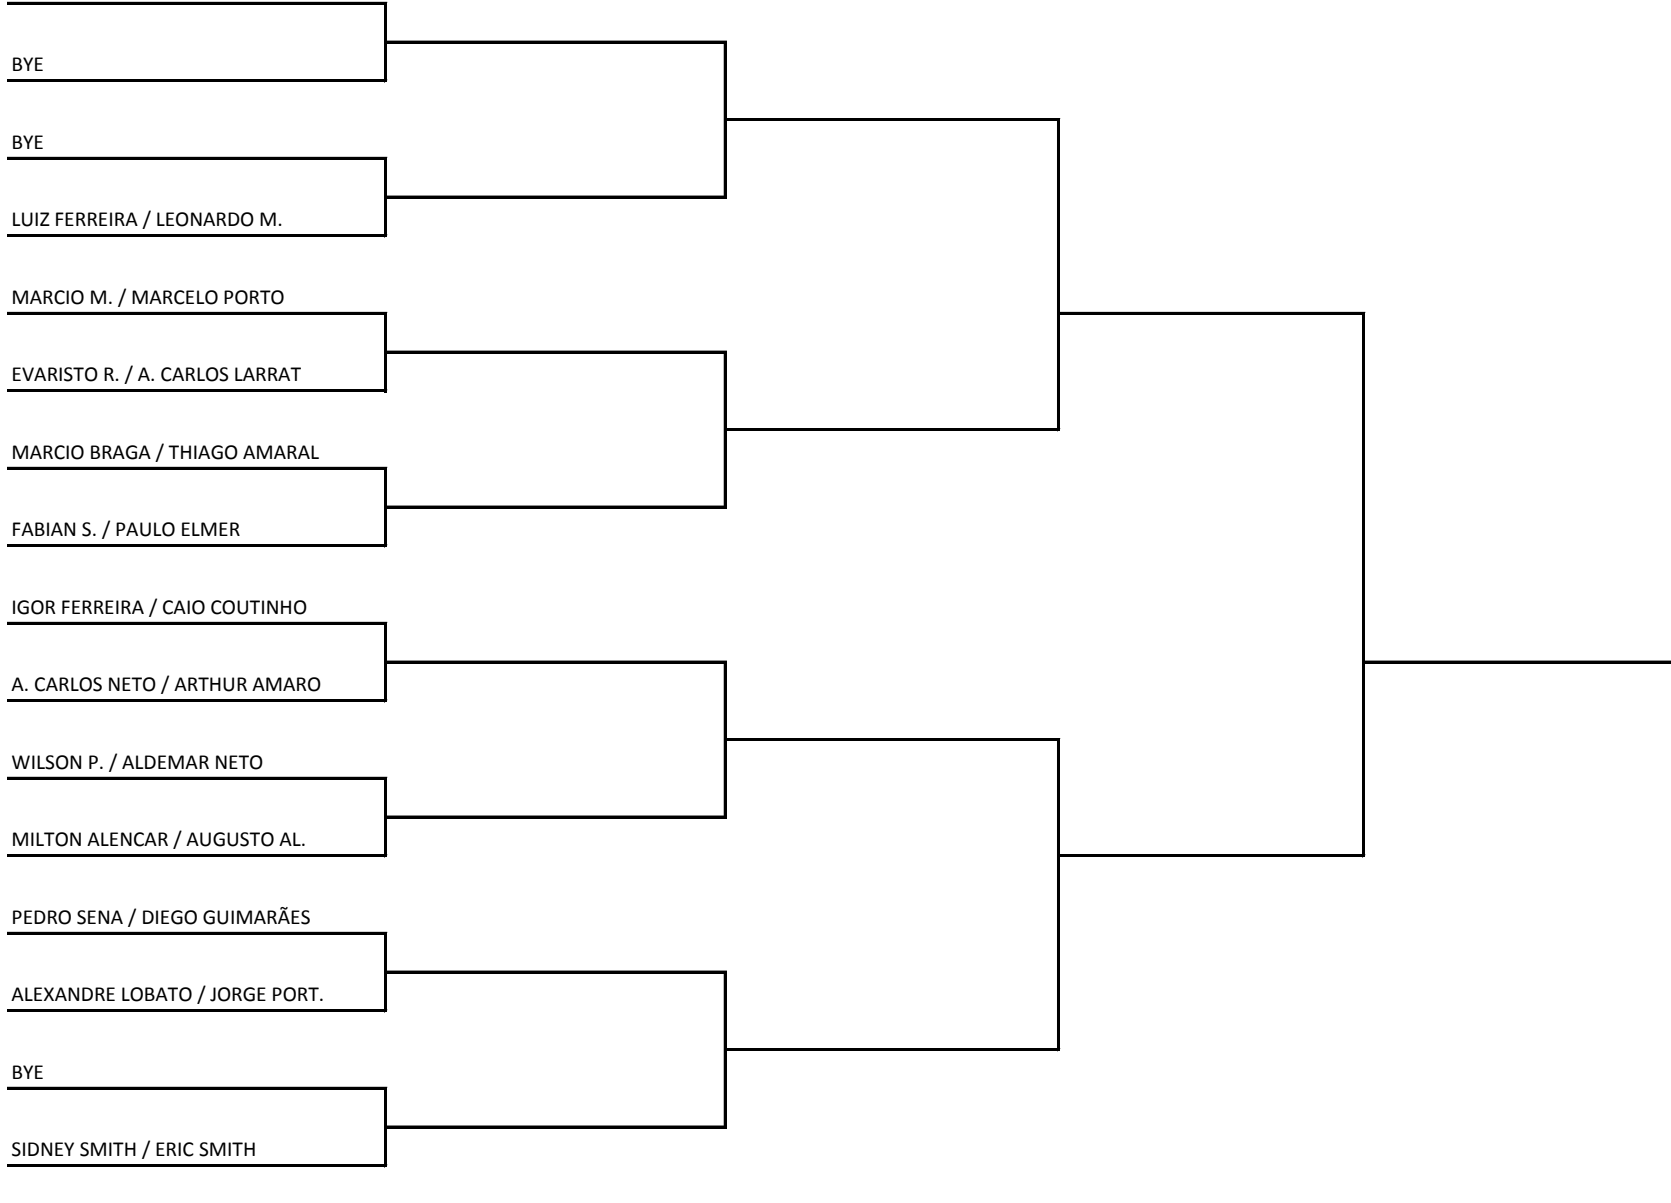 BYE
BYE
LUIZ FERREIRA / LEONARDO M.
MARCIO M. / MARCELO PORTO
EVARISTO R. / A. CARLOS LARRAT
MARCIO BRAGA / THIAGO AMARAL
FABIAN S. / PAULO ELMER
IGOR FERREIRA / CAIO COUTINHO
A. CARLOS NETO / ARTHUR AMARO
WILSON P. / ALDEMAR NETO
MILTON ALENCAR / AUGUSTO AL.
PEDRO SENA / DIEGO GUIMARÃES
ALEXANDRE LOBATO / JORGE PORT.
BYE
SIDNEY SMITH / ERIC SMITH